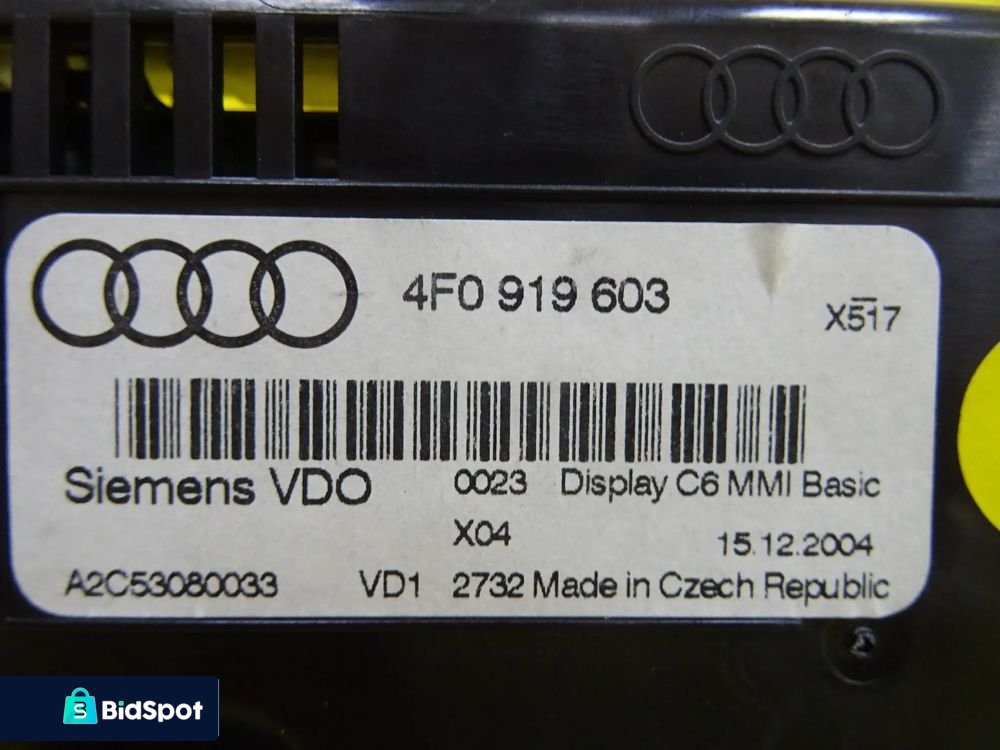 4F0 919 603
X517
Siemens VDO 0023 Display C6 MMI Basic
X04 15.12.2004
A2C53080033 VD1 2732 Made in Czech Republic
S BidSpot